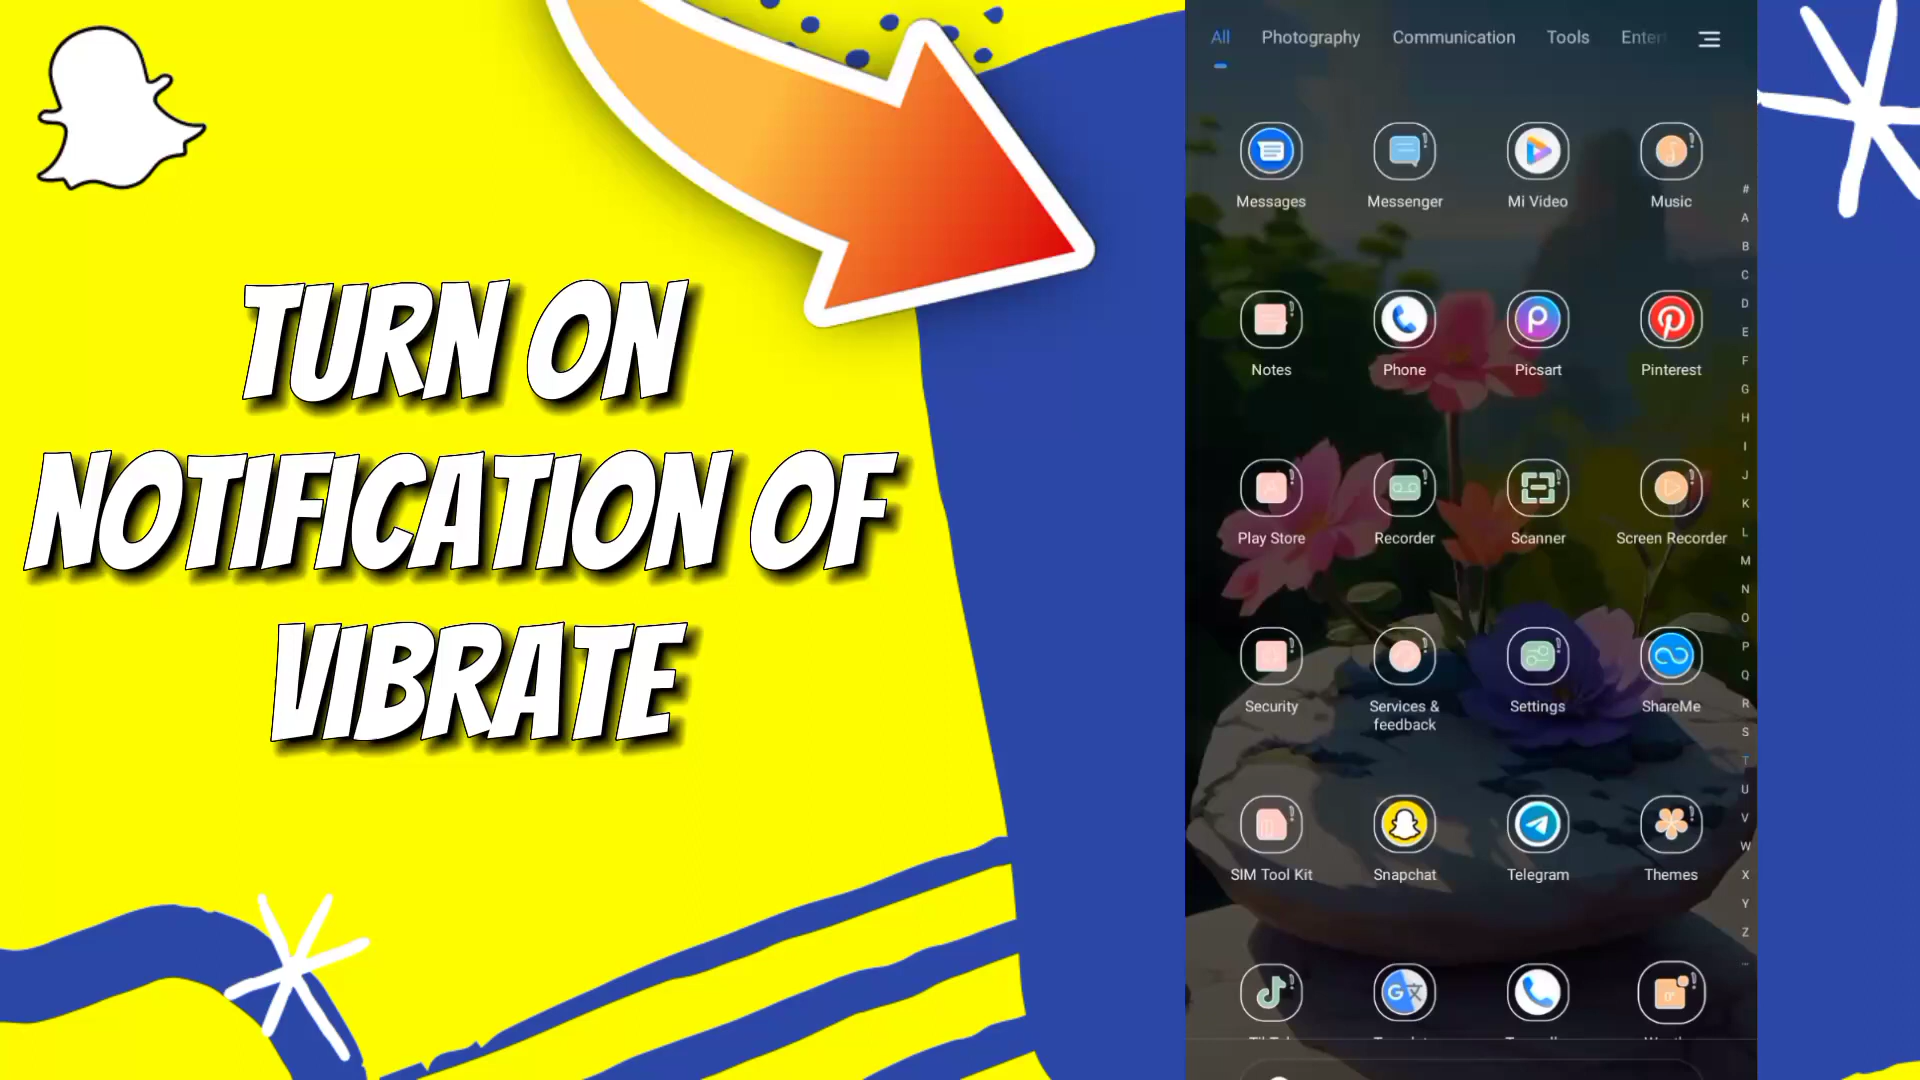 TURN ON
NOTIFICATION OF
VIBRATE
All Photography Communication Tools
Messages Messenger Mi Video Music
Notes Phone Picsart Pinterest
Play Store Recorder Scanner Screen Recorder
Security Services & feedback Settings ShareMe
SIM Tool Kit Snapchat Telegram Themes
#
A
B
C
D
E
F
G
H
I
J
K
L
M
N
O
P
Q
R
S
T
U
V
W
X
Y
Z